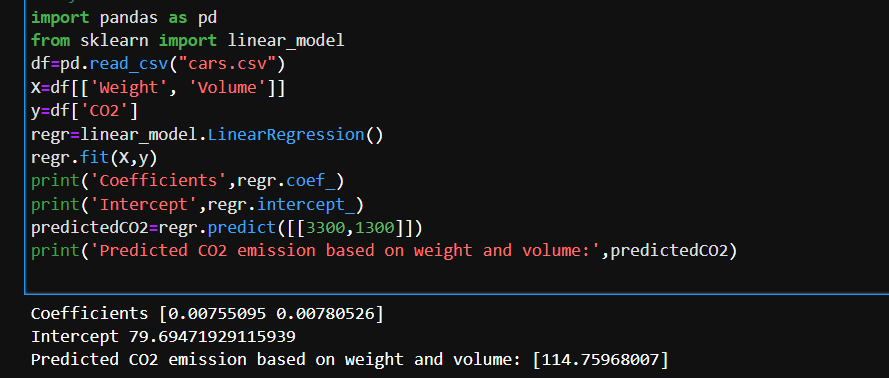 import pandas as pd
from sklearn import linear_model
df=pd.read_csv("cars.csv")
X=df[['Weight', 'Volume']]
y=df['CO2']
regr=linear_model.LinearRegression()
regr.fit(X,y)
print('Coefficients',regr.coef_)
print('Intercept',regr.intercept_)
predictedCO2=regr.predict([[3300,1300]])
print('Predicted CO2 emission based on weight and volume:',predictedCO2)
Coefficients [0.00755095 0.00780526]
Intercept 79.69471929115939
Predicted CO2 emission based on weight and volume: [114.75968007]